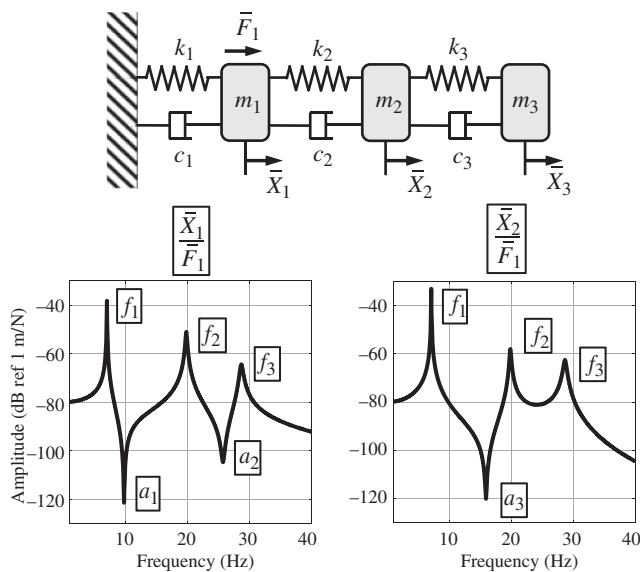 F̄₁
k₁ k₂ k₃
m₁ m₂ m₃
c₁ c₂ c₃
X̄₁ X̄₂ X̄₃
X̄₁
F̄₁
X̄₂
F̄₁
Amplitude (dB ref 1 m/N)
−40
−60
−80
−100
−120
f₁
f₂
f₃
a₁
a₂
10 20 30 40
Frequency (Hz)
−40
−60
−80
−100
−120
f₁
f₂
f₃
a₃
10 20 30 40
Frequency (Hz)